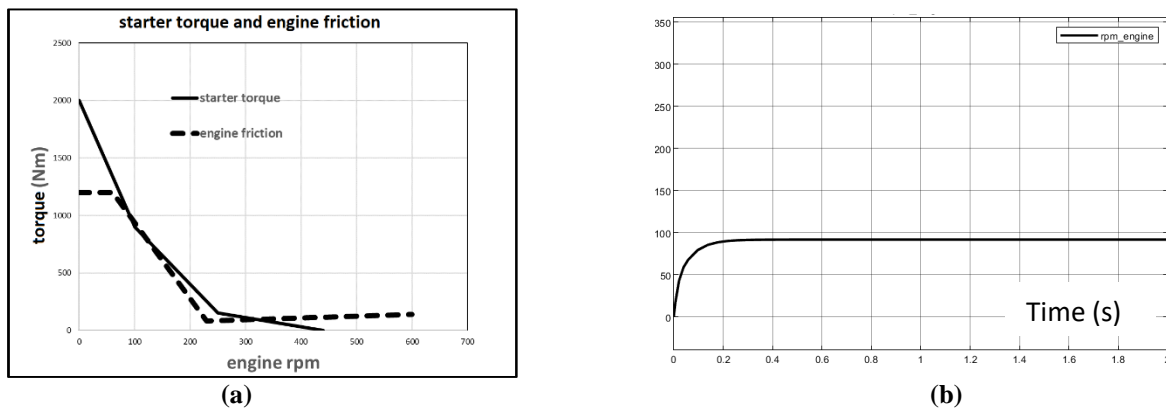 starter torque and engine friction
torque (Nm)
2500
2000
1500
1000
500
0
starter torque
engine friction
0 100 200 300 400 500 600 700
engine rpm
(a)
rpm_engine
350
300
250
200
150
100
50
0
Time (s)
0 0.2 0.4 0.6 0.8 1 1.2 1.4 1.6 1.8
(b)